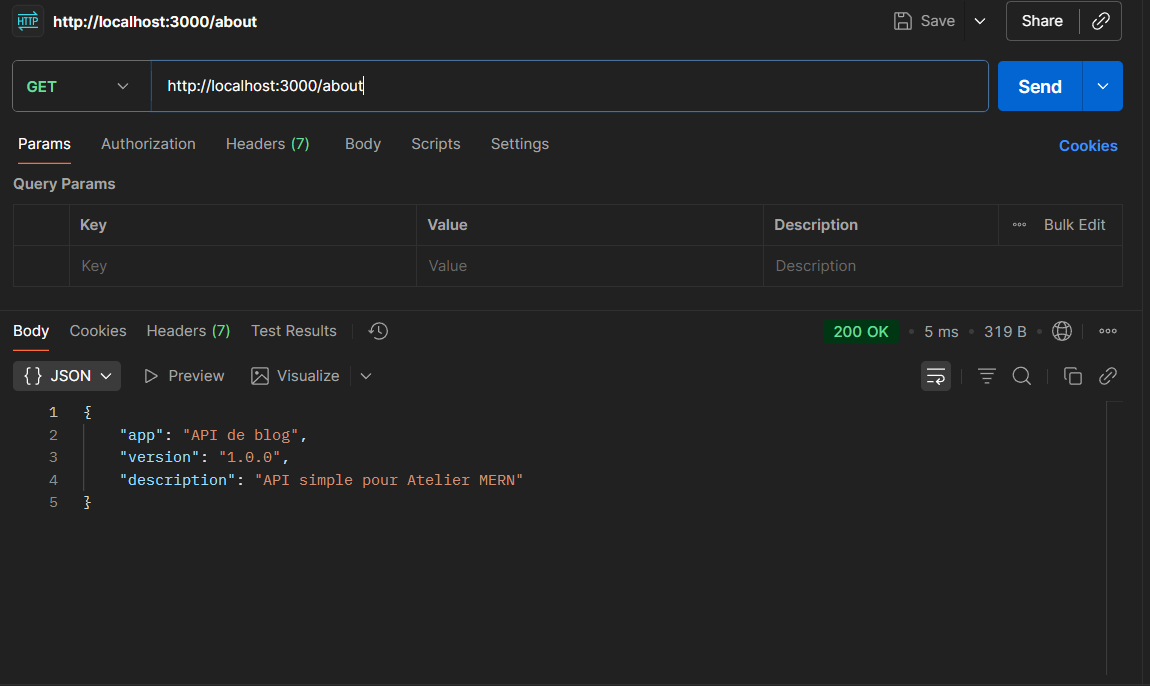 HTTP http://localhost:3000/about Save Share
GET http://localhost:3000/about Send
Params Authorization Headers (7) Body Scripts Settings Cookies
Query Params
Key Value Description Bulk Edit
Key Value Description
Body Cookies Headers (7) Test Results 200 OK • 5 ms • 319 B •
{} JSON Preview Visualize
1 {
2 "app": "API de blog",
3 "version": "1.0.0",
4 "description": "API simple pour Atelier MERN"
5 }